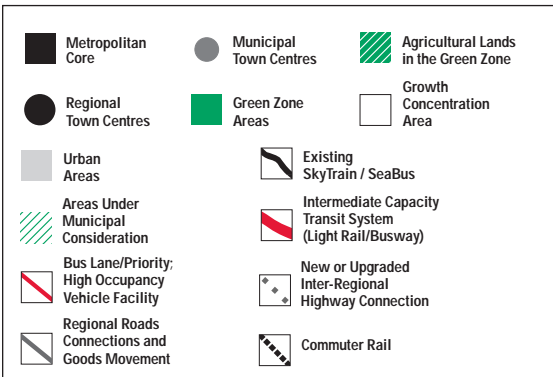 Metropolitan
Core
Municipal
Town Centres
Agricultural Lands
in the Green Zone
Regional
Town Centres
Green Zone
Areas
Growth
Concentration
Area
Urban
Areas
Existing
SkyTrain / SeaBus
Areas Under
Municipal
Consideration
Intermediate Capacity
Transit System
(Light Rail/Busway)
Bus Lane/Priority;
High Occupancy
Vehicle Facility
New or Upgraded
Inter-Regional
Highway Connection
Regional Roads
Connections and
Goods Movement
Commuter Rail